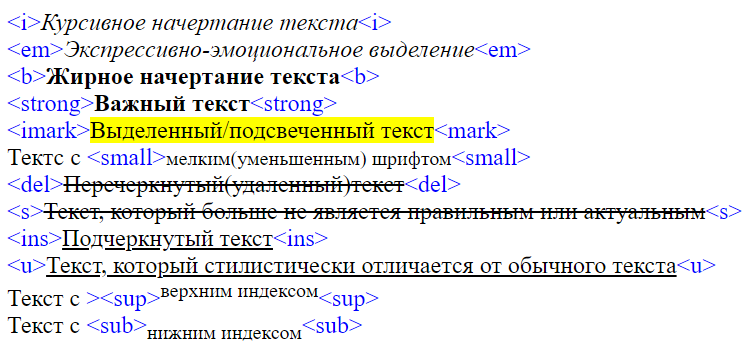 <i>Курсивное начертание текста<i>
<em>Экспрессивно-эмоциональное выделение<em>
<b>Жирное начертание текста<b>
<strong>Важный текст<strong>
<imark>Выделенный/подсвеченный текст<mark>
Тектс с <small>мелким(уменьшенным) шрифтом<small>
<del>Перечеркнутый(удаленный)текст<del>
<s>Текст, который больше не является правильным или актуальным<s>
<ins>Подчеркнутый текст<ins>
<u>Текст, который стилистически отличается от обычного текста<u>
Текст с ><sup>верхним индексом<sup>
Текст с <sub>нижним индексом<sub>